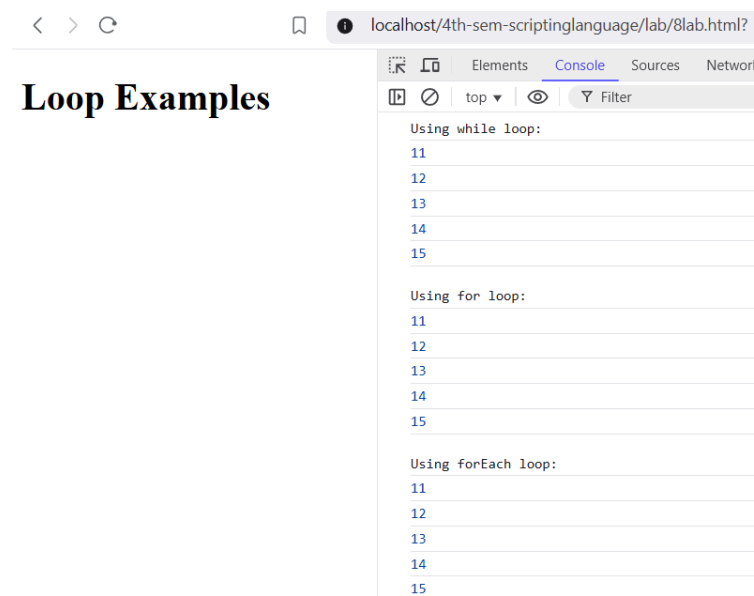 localhost/4th-sem-scriptinglanguage/lab/8lab.html?
Loop Examples
Elements Console Sources Networ
top Filter
Using while loop:
11
12
13
14
15
Using for loop:
11
12
13
14
15
Using forEach loop:
11
12
13
14
15